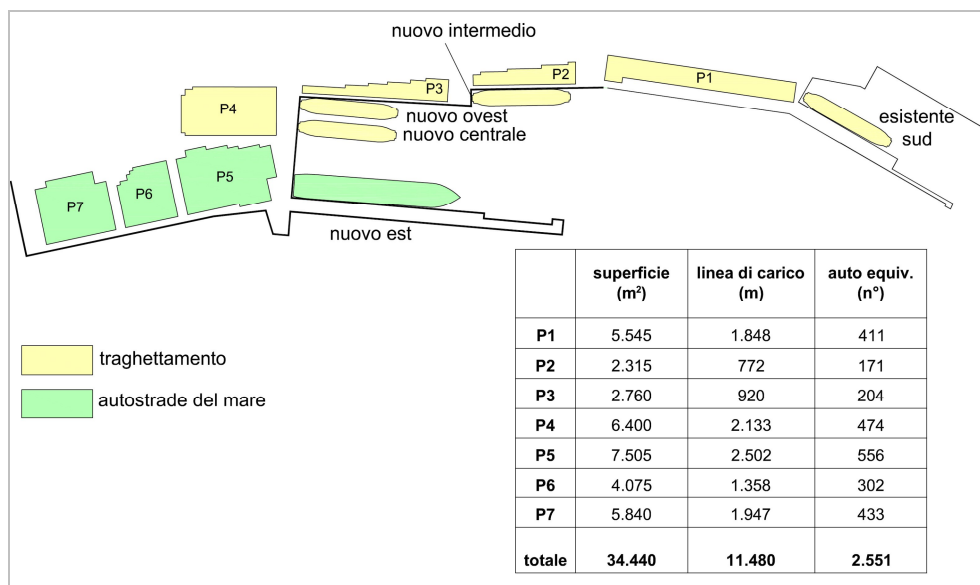 nuovo intermedio
P1
P2
P3
P4
nuovo ovest
nuovo centrale
esistente
sud
P5
P6
P7
nuovo est
traghettamento
autostrade del mare
superficie (m²) linea di carico (m) auto equiv. (n°)
P1 5.545 1.848 411
P2 2.315 772 171
P3 2.760 920 204
P4 6.400 2.133 474
P5 7.505 2.502 556
P6 4.075 1.358 302
P7 5.840 1.947 433
totale 34.440 11.480 2.551